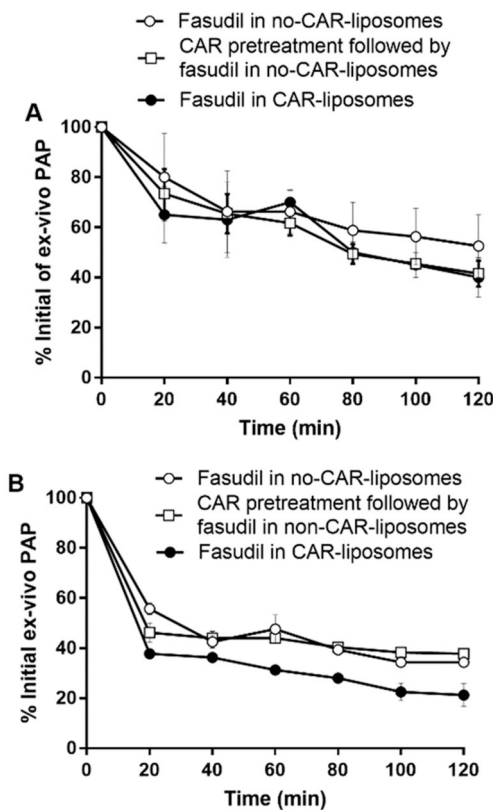 Fasudil in no-CAR-liposomes
CAR pretreatment followed by
fasudil in no-CAR-liposomes
Fasudil in CAR-liposomes
A
100
80
60
40
20
0
% Initial of ex-vivo PAP
0 20 40 60 80 100 120
Time (min)
B
Fasudil in no-CAR-liposomes
CAR pretreatment followed by
fasudil in non-CAR-liposomes
Fasudil in CAR-liposomes
100
80
60
40
20
0
% Initial ex-vivo PAP
0 20 40 60 80 100 120
Time (min)